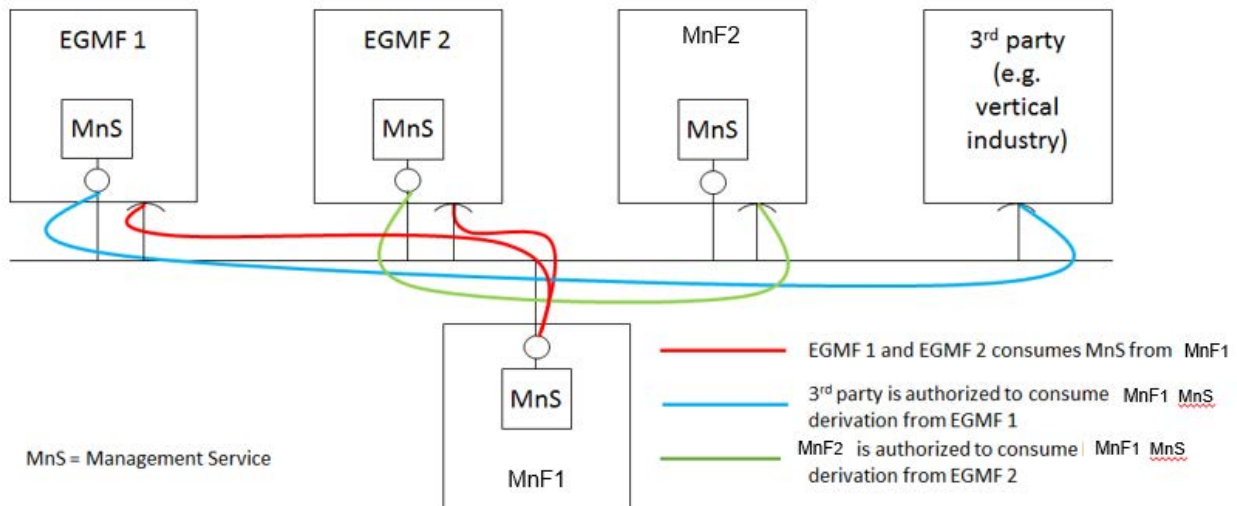 EGMF 1
MnS
EGMF 2
MnS
MnF2
MnS
3rd party
(e.g.
vertical
industry)
MnS
MnF1
MnS = Management Service
EGMF 1 and EGMF 2 consumes MnS from MnF1
3rd party is authorized to consume MnF1 MnS
derivation from EGMF 1
MnF2 is authorized to consume MnF1 MnS
derivation from EGMF 2